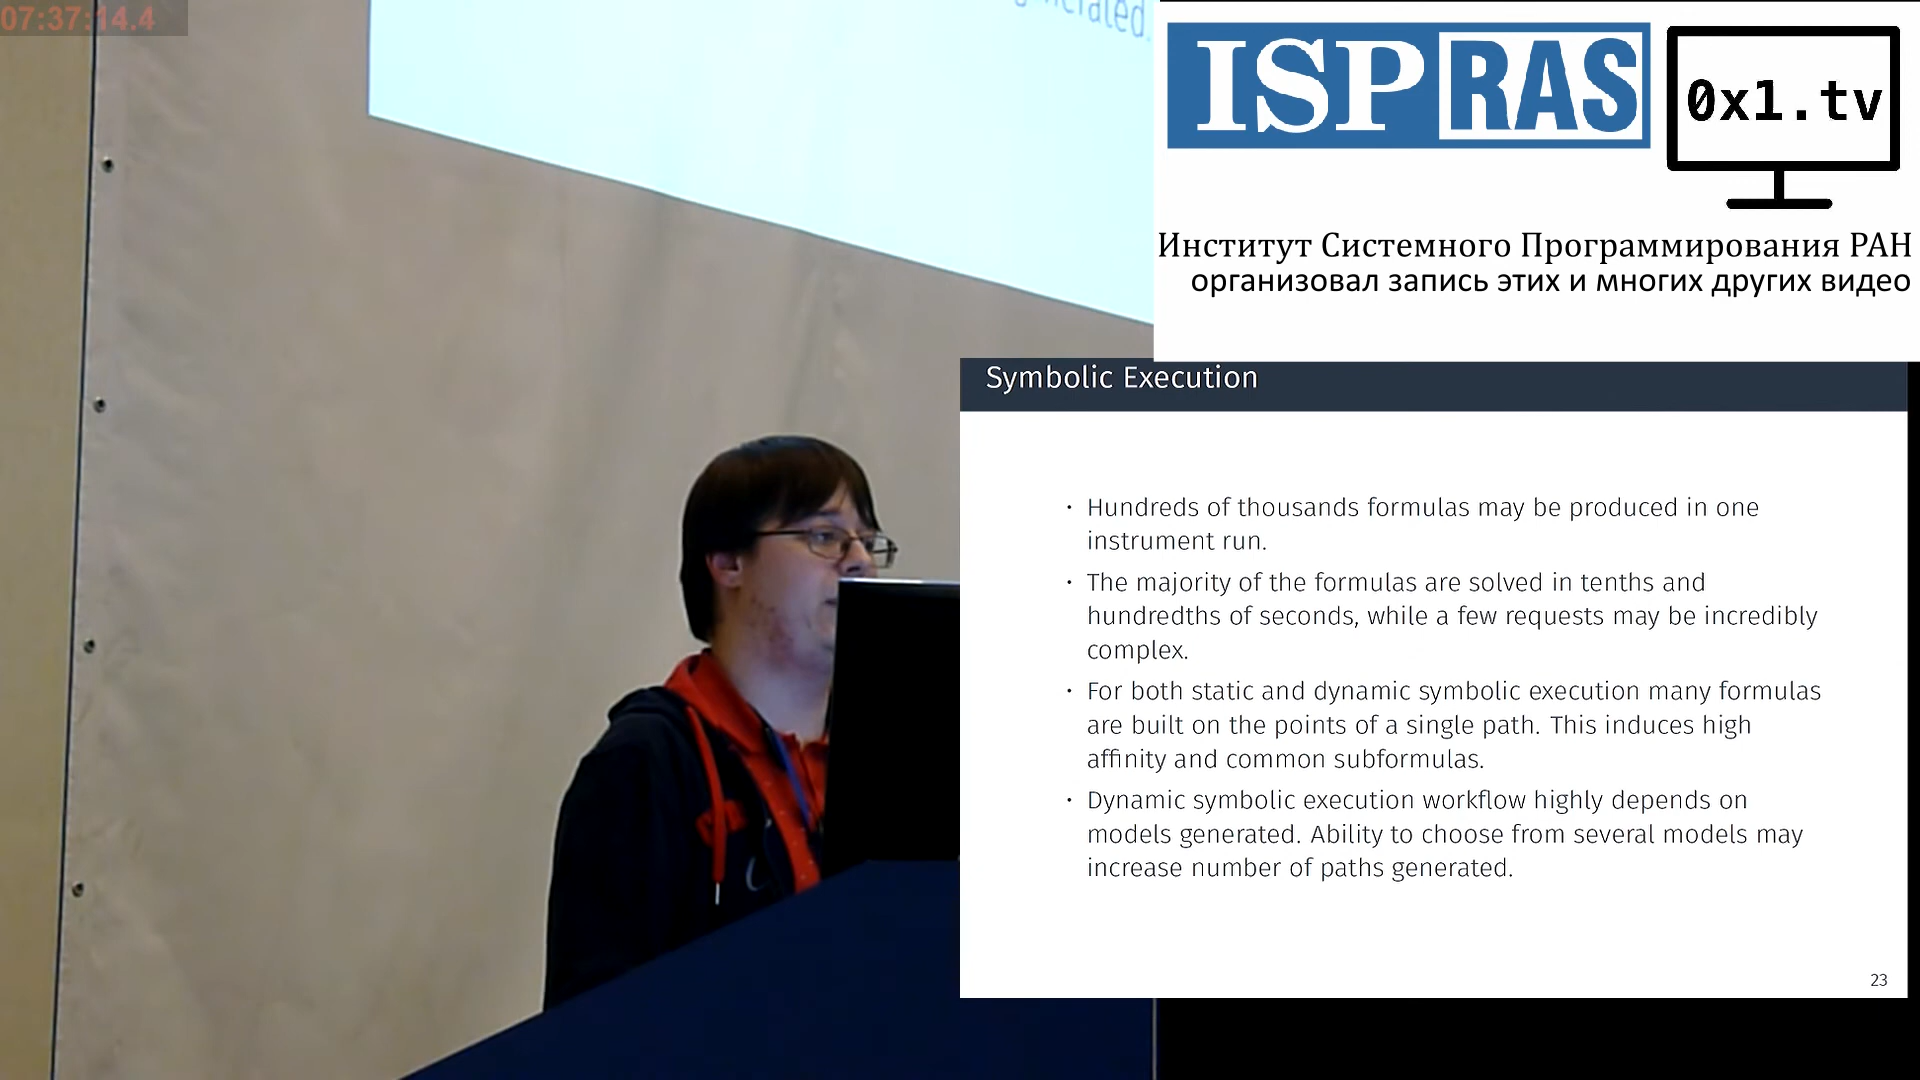 07:37:14.4
generated.
ISP RAS
0x1.tv
Институт Системного Программирования РАН
организовал запись этих и многих других видео
Symbolic Execution
· Hundreds of thousands formulas may be produced in one
instrument run.
· The majority of the formulas are solved in tenths and
hundredths of seconds, while a few requests may be incredibly
complex.
· For both static and dynamic symbolic execution many formulas
are built on the points of a single path. This induces high
affinity and common subformulas.
· Dynamic symbolic execution workflow highly depends on
models generated. Ability to choose from several models may
increase number of paths generated.
23